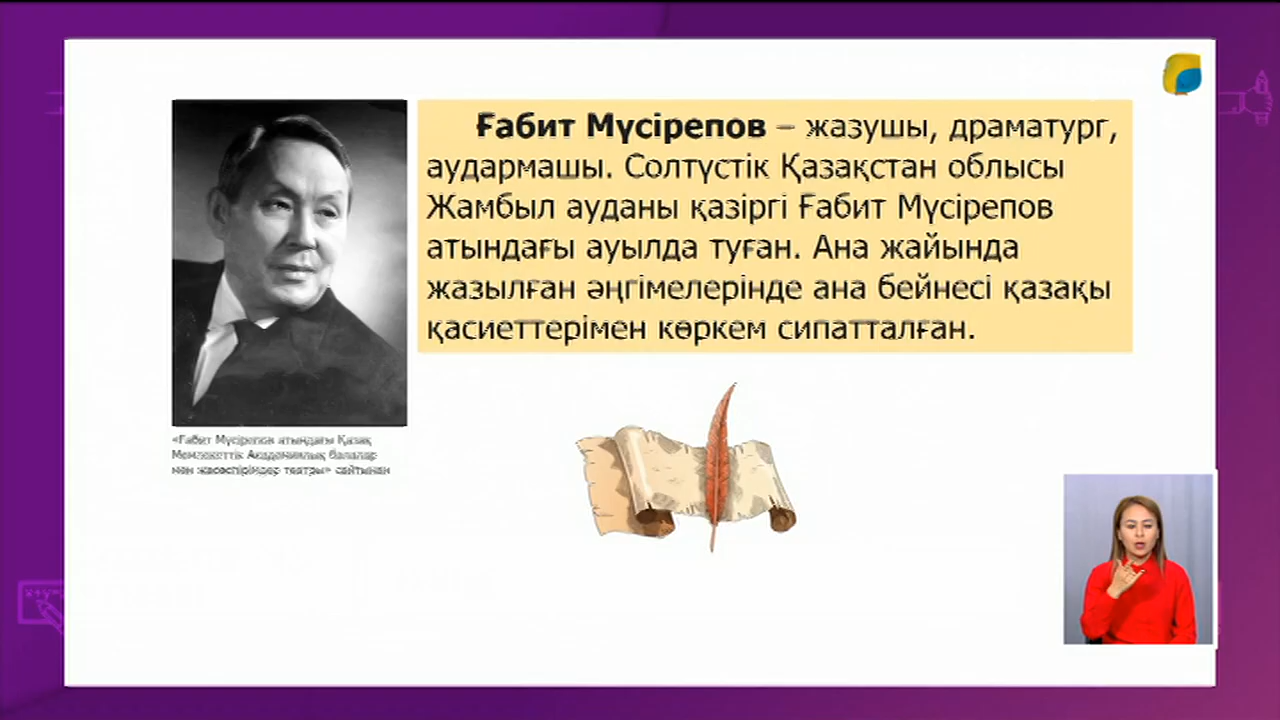 Ғабит Мүсірепов – жазушы, драматург,
аудармашы. Солтүстік Қазақстан облысы
Жамбыл ауданы қазіргі Ғабит Мүсірепов
атындағы ауылда туған. Ана жайында
жазылған әңгімелерінде ана бейнесі қазақы
қасиеттерімен көркем сипатталған.
«Ғабит Мүсірепов атындағы Қазақ
Мемлекеттік Академиялық балалар
мен жасөспірімдер театры» сайтынан